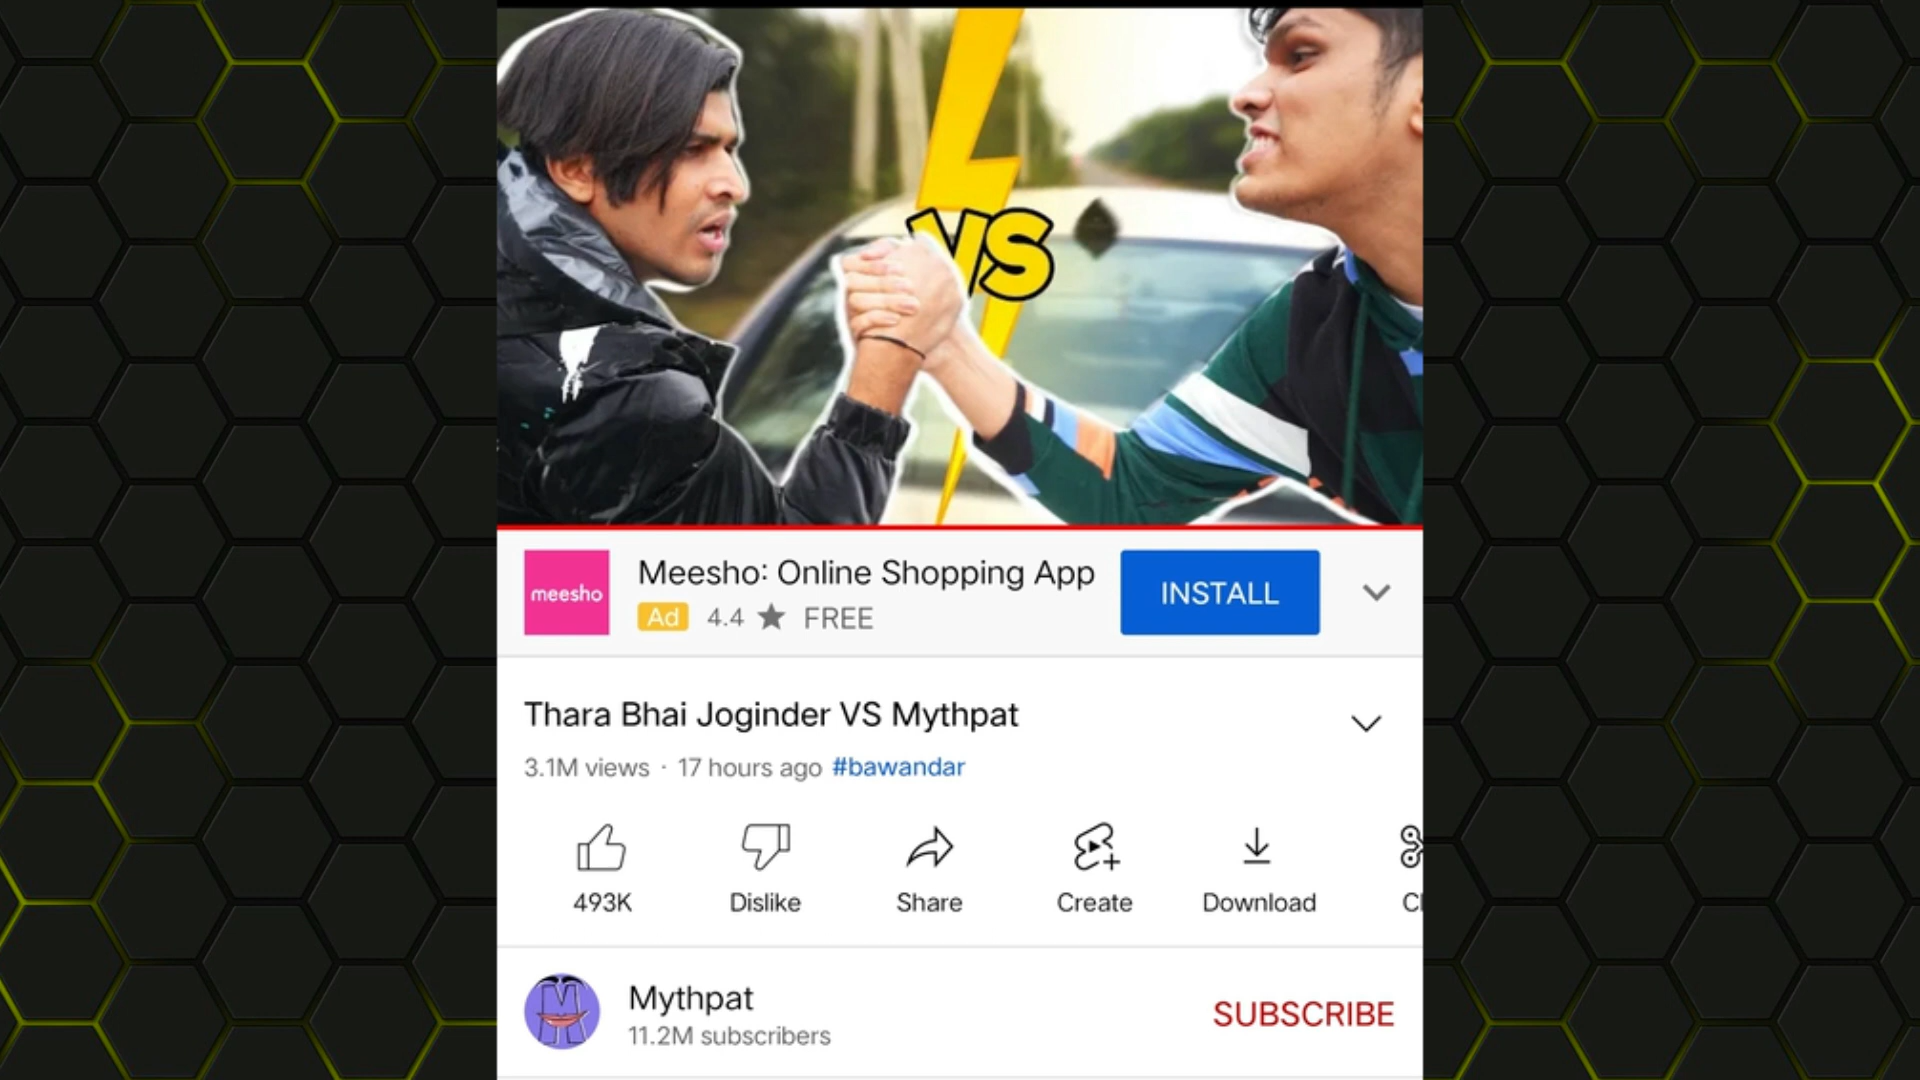 VS
meesho
Meesho: Online Shopping App
INSTALL
Ad 4.4 ★ FREE
Thara Bhai Joginder VS Mythpat
3.1M views · 17 hours ago #bawandar
493K
Dislike
Share
Create
Download
Mythpat
SUBSCRIBE
11.2M subscribers